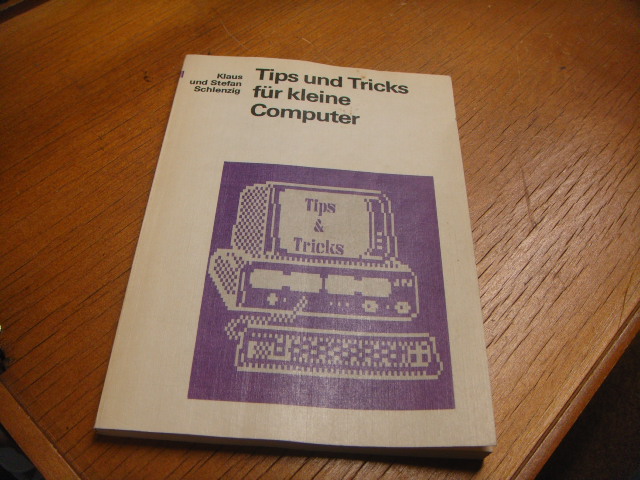 Klaus
und Stefan
Schlenzig
Tips und Tricks
für kleine
Computer
Tips
&
Tricks